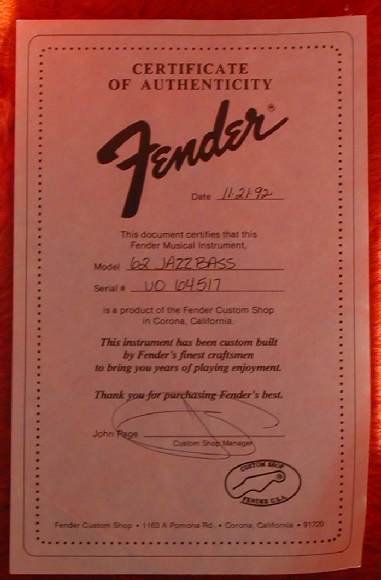 CERTIFICATE
OF AUTHENTICITY
Fender®
Date 11·21·92
This document certifies that this
Fender Musical Instrument,
Model 62 JAZZ BASS
Serial # VO 64517
is a product of the Fender Custom Shop
in Corona, California.
This instrument has been custom built
by Fender's finest craftsmen
to bring you years of playing enjoyment.
Thank you for purchasing Fender's best.
John Page
Custom Shop Manager
CUSTOM SHOP
FENDER U.S.A.
Fender Custom Shop • 1163 A Pomona Rd. • Corona, California • 91720